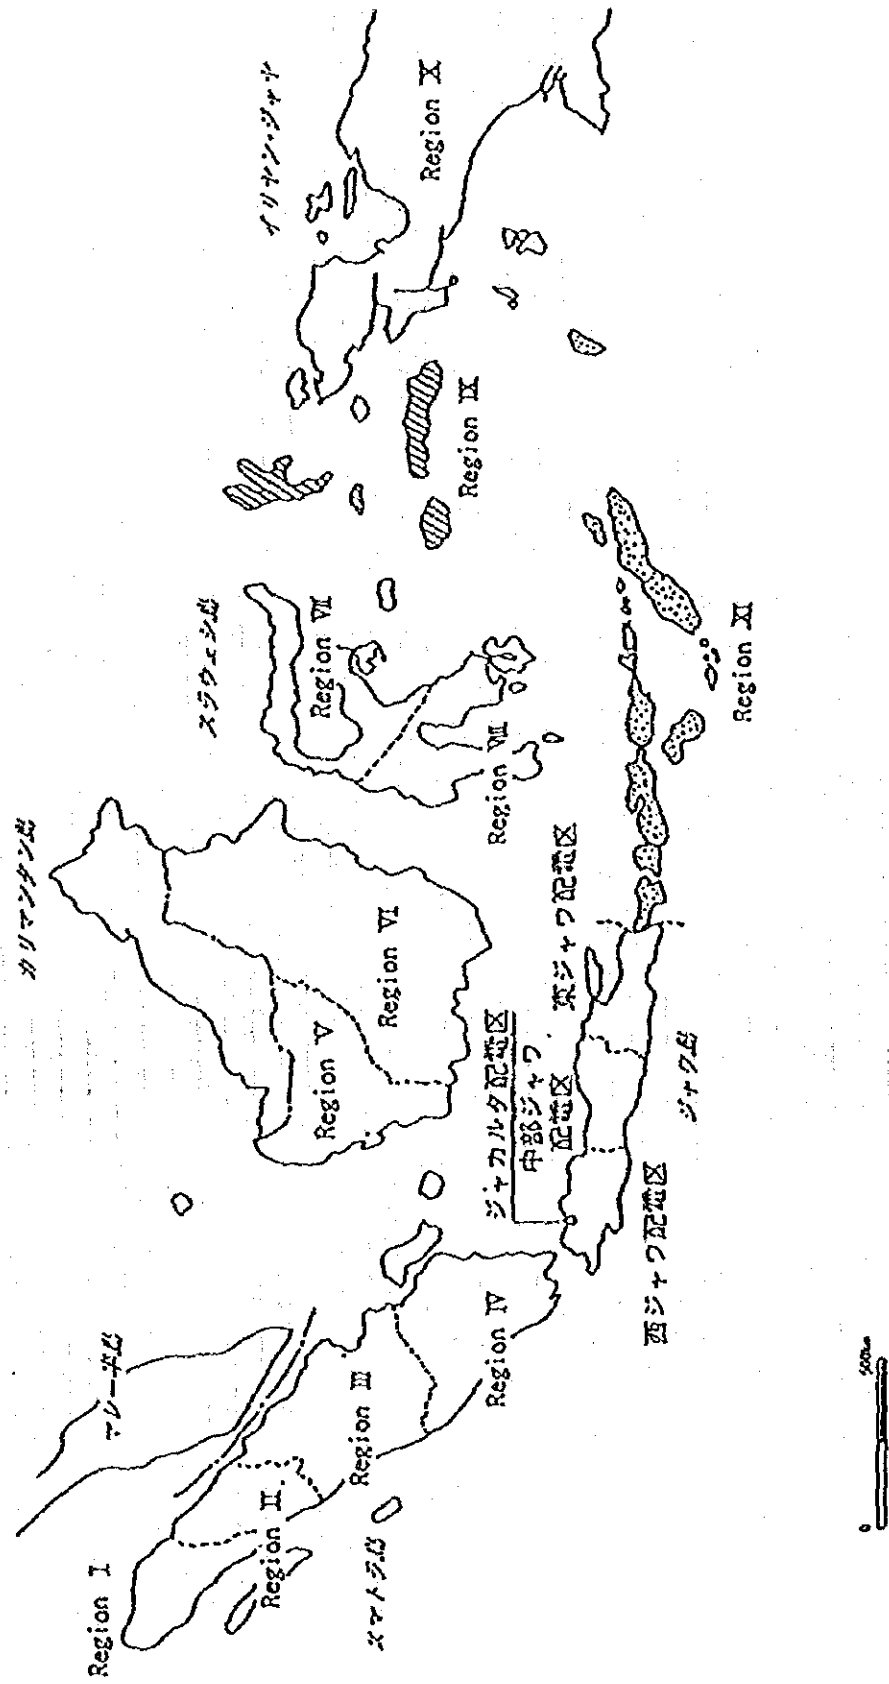 カリマンタン島
マレー半島
スラウェシ島
イリヤン・ジャヤ
Region I
Region II
スマトラ島
Region III
Region IV
Region V
Region VI
Region VII
Region VIII
Region IX
Region X
ジャカルタ配電区
中部ジャワ
配電区
東ジャワ配電区
西ジャワ配電区
ジャワ島
Region XI
0
500km